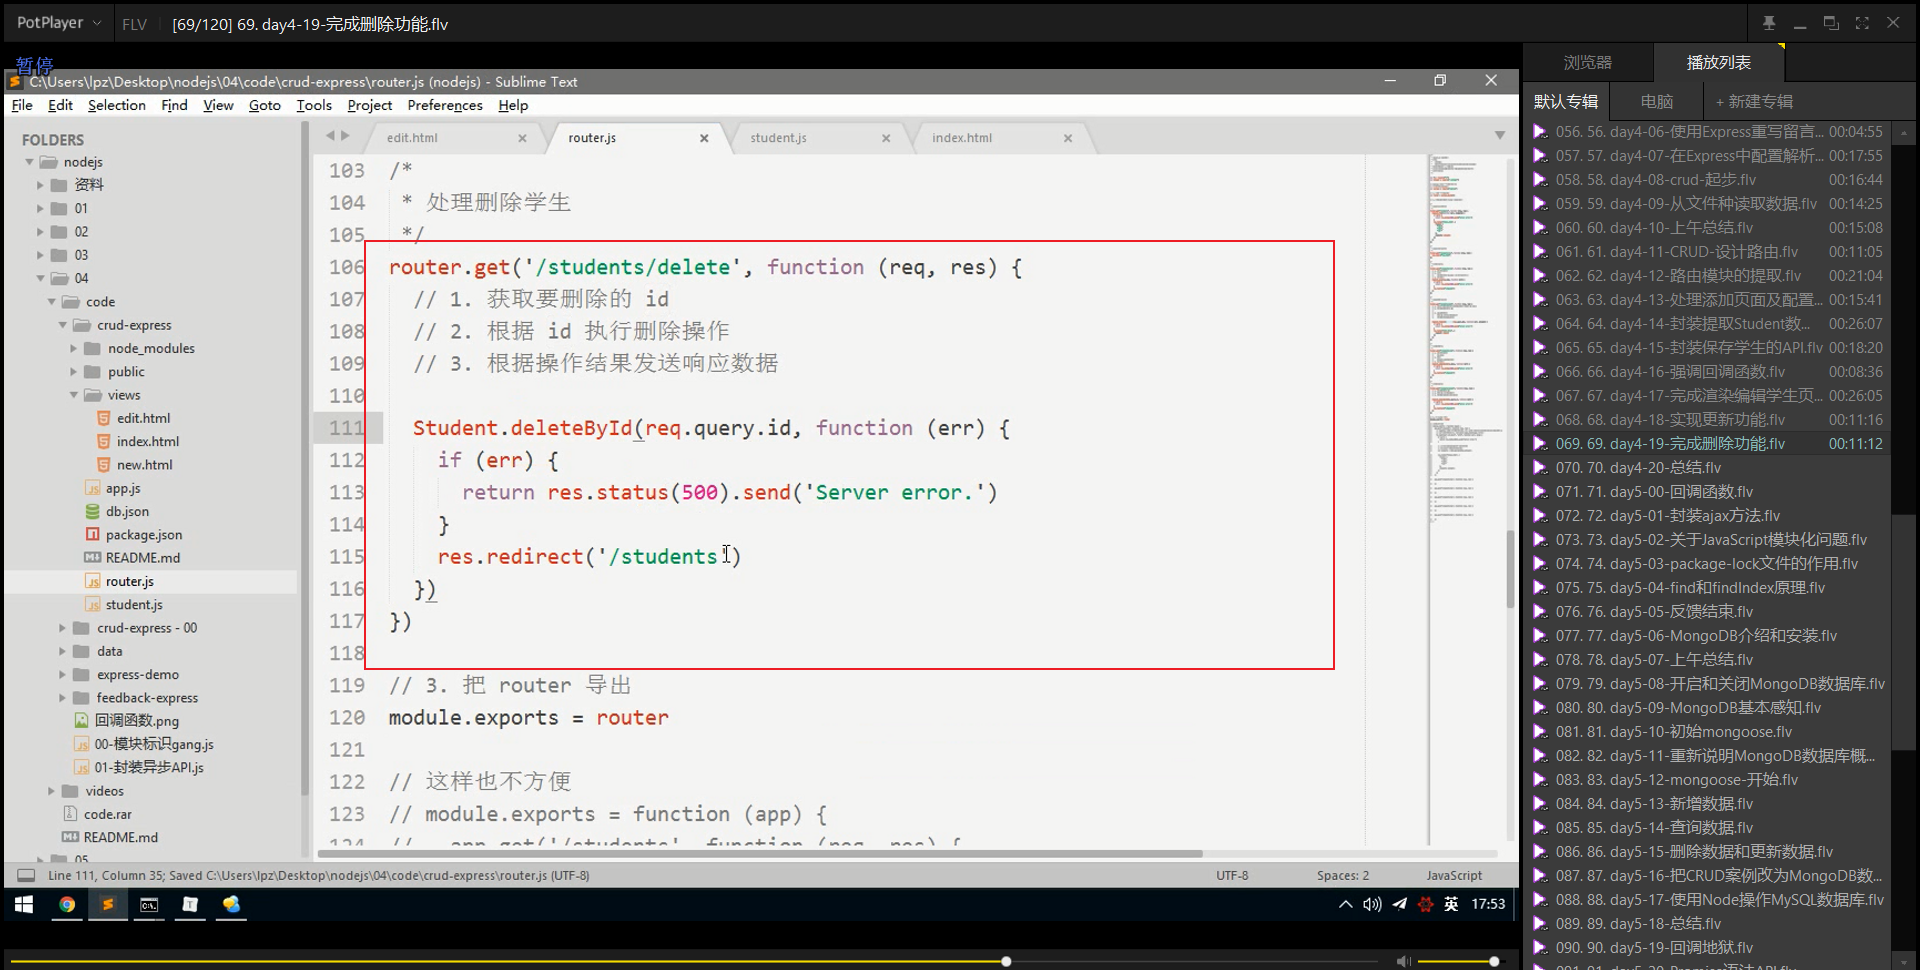 PotPlayer
FLV
[69/120] 69. day4-19-完成删除功能.flv
暂停
C:\Users\lpz\Desktop\nodejs\04\code\crud-express\router.js (nodejs) - Sublime Text
File Edit Selection Find View Goto Tools Project Preferences Help
FOLDERS
nodejs
资料
01
02
03
04
code
crud-express
node_modules
public
views
edit.html
index.html
new.html
app.js
db.json
package.json
README.md
router.js
student.js
crud-express - 00
data
express-demo
feedback-express
回调函数.png
00-模块标识gang.js
01-封装异步API.js
videos
code.rar
README.md
05
edit.html
router.js
student.js
index.html
103 /*
104 * 处理删除学生
105 */
106 router.get('/students/delete', function (req, res) {
107 // 1. 获取要删除的 id
108 // 2. 根据 id 执行删除操作
109 // 3. 根据操作结果发送响应数据
110
111 Student.deleteById(req.query.id, function (err) {
112 if (err) {
113 return res.status(500).send('Server error.')
114 }
115 res.redirect('/students')
116 })
117 })
118
119 // 3. 把 router 导出
120 module.exports = router
121
122 // 这样也不方便
123 // module.exports = function (app) {
124 // app.get('/students', function (req, res) {
Line 111, Column 35; Saved C:\Users\lpz\Desktop\nodejs\04\code\crud-express\router.js (UTF-8)
UTF-8
Spaces: 2
JavaScript
英
17:53
浏览器
播放列表
默认专辑
电脑
+ 新建专辑
056. 56. day4-06-使用Express重写留言... 00:04:55
057. 57. day4-07-在Express中配置解析... 00:17:55
058. 58. day4-08-crud-起步.flv 00:16:44
059. 59. day4-09-从文件种读取数据.flv 00:14:25
060. 60. day4-10-上午总结.flv 00:15:08
061. 61. day4-11-CRUD-设计路由.flv 00:11:05
062. 62. day4-12-路由模块的提取.flv 00:21:04
063. 63. day4-13-处理添加页面及配置... 00:15:41
064. 64. day4-14-封装提取Student数... 00:26:07
065. 65. day4-15-封装保存学生的API.flv 00:18:20
066. 66. day4-16-强调回调函数.flv 00:08:36
067. 67. day4-17-完成渲染编辑学生页... 00:26:05
068. 68. day4-18-实现更新功能.flv 00:11:16
069. 69. day4-19-完成删除功能.flv 00:11:12
070. 70. day4-20-总结.flv
071. 71. day5-00-回调函数.flv
072. 72. day5-01-封装ajax方法.flv
073. 73. day5-02-关于JavaScript模块化问题.flv
074. 74. day5-03-package-lock文件的作用.flv
075. 75. day5-04-find和findIndex原理.flv
076. 76. day5-05-反馈结束.flv
077. 77. day5-06-MongoDB介绍和安装.flv
078. 78. day5-07-上午总结.flv
079. 79. day5-08-开启和关闭MongoDB数据库.flv
080. 80. day5-09-MongoDB基本感知.flv
081. 81. day5-10-初始mongoose.flv
082. 82. day5-11-重新说明MongoDB数据库概...
083. 83. day5-12-mongoose-开始.flv
084. 84. day5-13-新增数据.flv
085. 85. day5-14-查询数据.flv
086. 86. day5-15-删除数据和更新数据.flv
087. 87. day5-16-把CRUD案例改为MongoDB数...
088. 88. day5-17-使用Node操作MySQL数据库.flv
089. 89. day5-18-总结.flv
090. 90. day5-19-回调地狱.flv